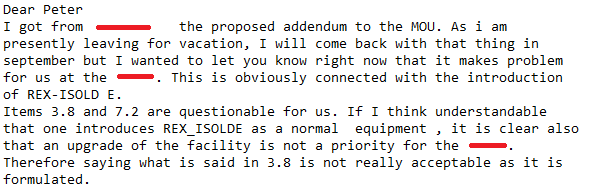 Dear Peter
I got from the proposed addendum to the MOU. As i am
presently leaving for vacation, I will come back with that thing in
september but I wanted to let you know right now that it makes problem
for us at the . This is obviously connected with the introduction
of REX-ISOLD E.
Items 3.8 and 7.2 are questionable for us. If I think understandable
that one introduces REX_ISOLDE as a normal equipment , it is clear also
that an upgrade of the facility is not a priority for the .
Therefore saying what is said in 3.8 is not really acceptable as it is
formulated.